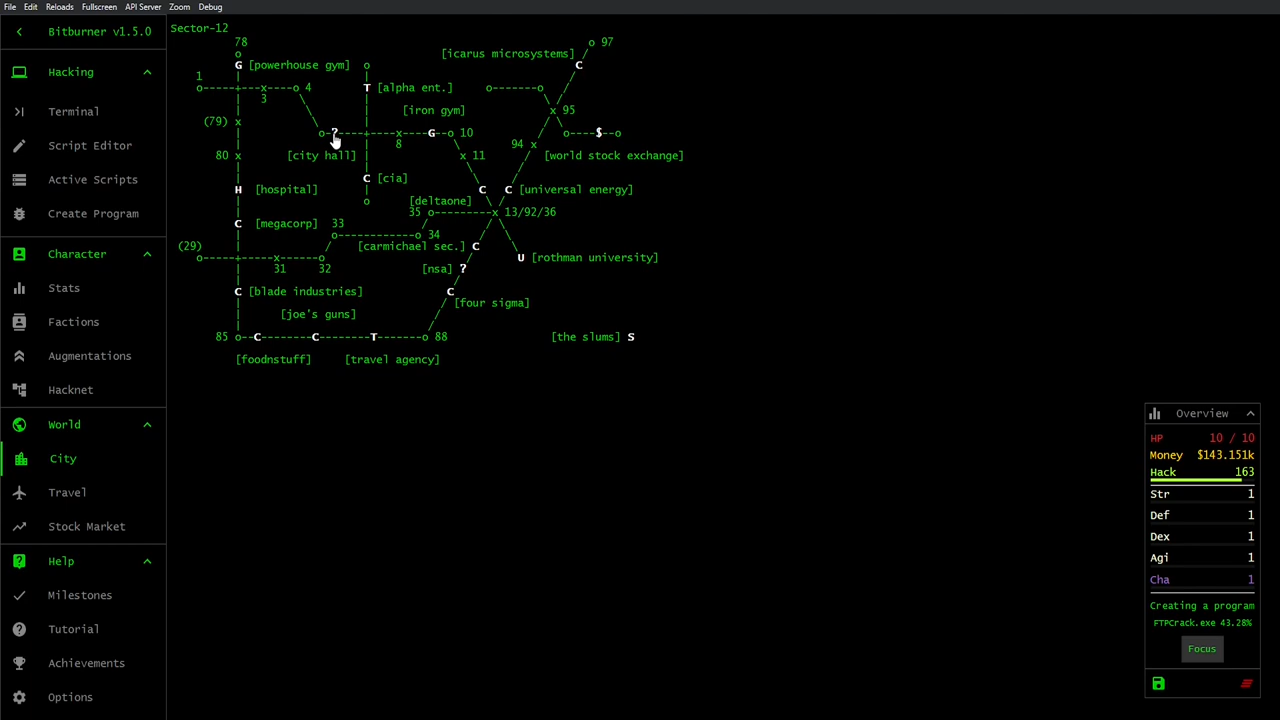 File Edit Reloads Fullscreen API Server Zoom Debug
Bitburner v1.5.0
Hacking
Terminal
Script Editor
Active Scripts
Create Program
Character
Stats
Factions
Augmentations
Hacknet
World
City
Travel
Stock Market
Help
Milestones
Tutorial
Achievements
Options
Sector-12
78
o 97
o
[icarus microsystems] /
G [powerhouse gym] o
C
1
o-------+----x----o 4
T [alpha ent.]
o-------o
3
[iron gym]
(79) x
x 95
o-?----+----x----G--o 10
o----$--o
8
94 x
80 x
[city hall]
x 11
[world stock exchange]
C [cia]
H [hospital]
C
C [universal energy]
o
[deltaone]
35 o---------x 13/92/36
C [megacorp] 33
o------------o 34
(29)
[carmichael sec.] C
o-----+-----x------o
U [rothman university]
31
32
[nsa] ?
C [blade industries]
C
[four sigma]
[joe's guns]
85 o--C--------C--------T-------o 88
[the slums] S
[foodnstuff]
[travel agency]
Overview
HP 10 / 10
Money $143.151k
Hack 163
Str 1
Def 1
Dex 1
Agi 1
Cha 1
Creating a program
FTPCrack.exe 43.28%
Focus